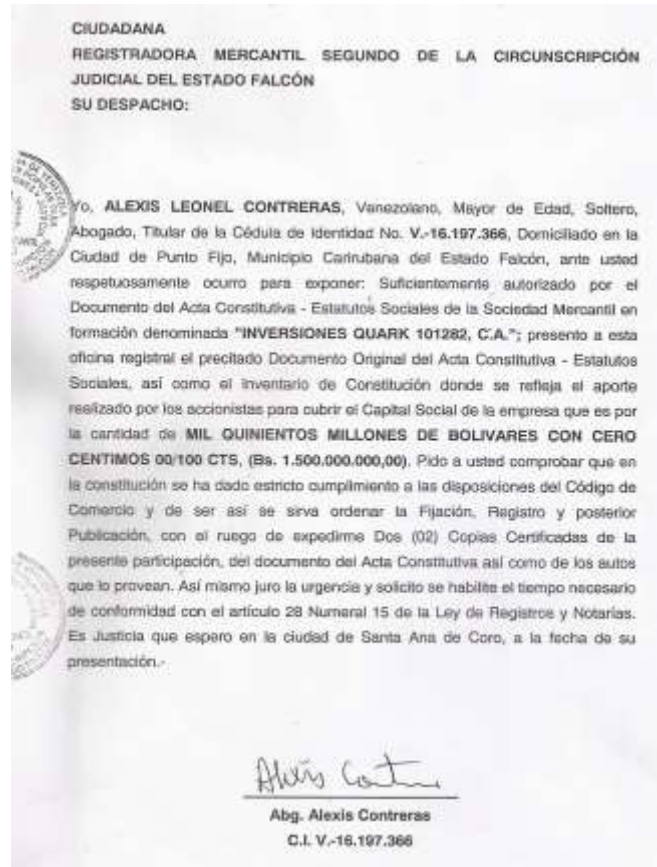 CIUDADANA
REGISTRADORA MERCANTIL SEGUNDO DE LA CIRCUNSCRIPCIÓN
JUDICIAL DEL ESTADO FALCÓN
SU DESPACHO:
Yo, ALEXIS LEONEL CONTRERAS, Venezolano, Mayor de Edad, Soltero,
Abogado, Titular de la Cédula de Identidad No. V.-16.197.366, Domiciliado en la
Ciudad de Punto Fijo, Municipio Carirubana del Estado Falcón, ante usted
respetuosamente ocurro para exponer: Suficientemente autorizado por el
Documento del Acta Constitutiva - Estatutos Sociales de la Sociedad Mercantil en
formación denominada "INVERSIONES QUARK 101282, C.A."; presento a esta
oficina registral el precitado Documento Original del Acta Constitutiva - Estatutos
Sociales, así como el Inventario de Constitución donde se refleja el aporte
realizado por los accionistas para cubrir el Capital Social de la empresa que es por
la cantidad de MIL QUINIENTOS MILLONES DE BOLIVARES CON CERO
CENTIMOS 00/100 CTS, (Bs. 1.500.000.000,00). Pido a usted comprobar que en
la constitución se ha dado estricto cumplimiento a las disposiciones del Código de
Comercio y de ser así se sirva ordenar la Fijación, Registro y posterior
Publicación, con el ruego de expedirme Dos (02) Copias Certificadas de la
presente participación, del documento del Acta Constitutiva así como de los autos
que lo provean. Así mismo juro la urgencia y solicito se habilite el tiempo necesario
de conformidad con el artículo 28 Numeral 15 de la Ley de Registros y Notarías.
Es Justicia que espero en la ciudad de Santa Ana de Coro, a la fecha de su
presentación.-
Alexis Contreras
Abg. Alexis Contreras
C.I. V.-16.197.366